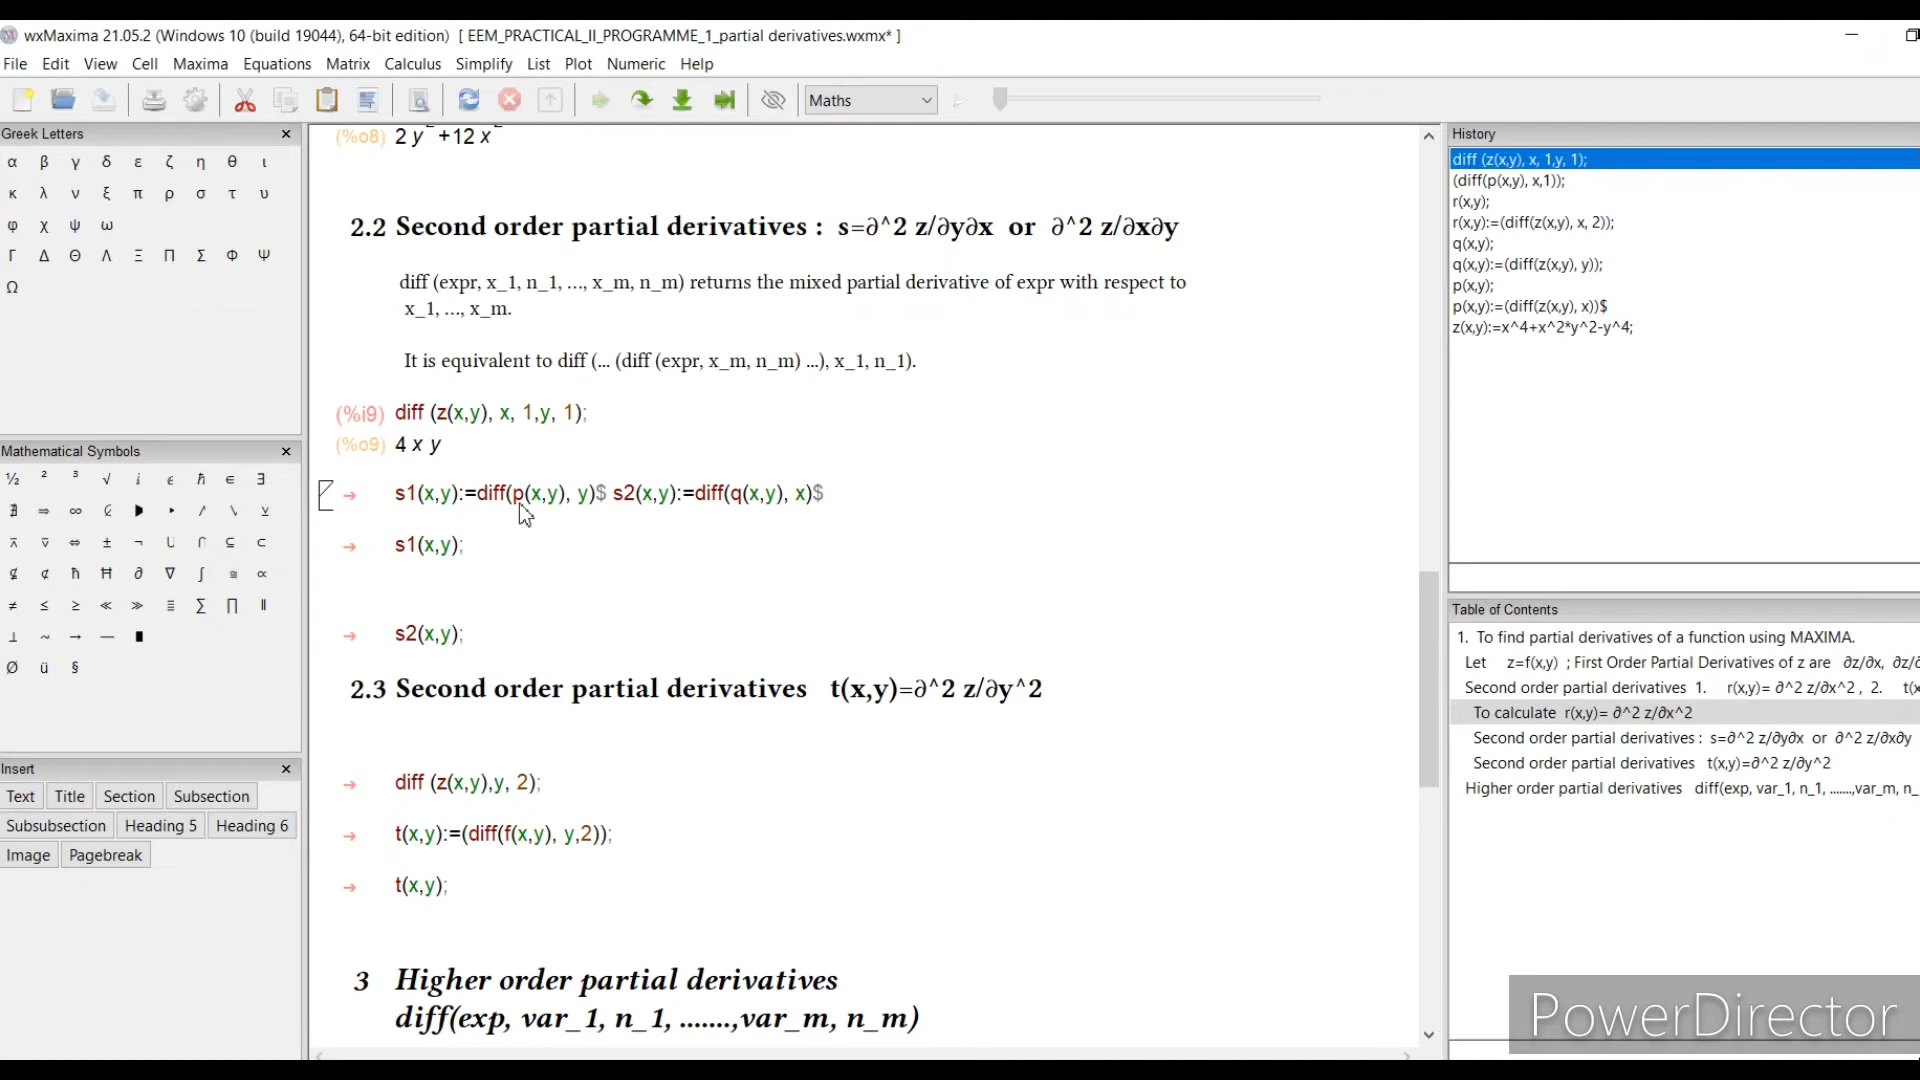 wxMaxima 21.05.2 (Windows 10 (build 19044), 64-bit edition) [ EEM_PRACTICAL_II_PROGRAMME_1_partial derivatives.wxmx* ]
File Edit View Cell Maxima Equations Matrix Calculus Simplify List Plot Numeric Help
Maths
Greek Letters
α β γ δ ε ζ η θ ι
κ λ ν ξ π ρ σ τ υ
φ χ ψ ω
Γ Δ Θ Λ Ξ Π Σ Φ Ψ
Ω
Mathematical Symbols
½ ² ³ √ ⅈ ϵ ℏ ∈ ∃
⇒ ∞
⇔ ± ¬ ⊆ ⊂
Ħ ∂ ∇ ∫ ≅ ∝
≠ ≤ ≥ ≪ ≫ ∑ ∏ ∥
⊥ ~ → — ■
Ø ü §
Insert
Text Title Section Subsection
Subsubsection Heading 5 Heading 6
Image Pagebreak
(%o8) 2 y^2 +12 x^2
2.2 Second order partial derivatives : s=∂^2 z/∂y∂x or ∂^2 z/∂x∂y
diff (expr, x_1, n_1, ..., x_m, n_m) returns the mixed partial derivative of expr with respect to
x_1, ..., x_m.
It is equivalent to diff (... (diff (expr, x_m, n_m) ...), x_1, n_1).
(%i9) diff (z(x,y), x, 1,y, 1);
(%o9) 4 x y
→ s1(x,y):=diff(p(x,y), y)$ s2(x,y):=diff(q(x,y), x)$
→ s1(x,y);
→ s2(x,y);
2.3 Second order partial derivatives t(x,y)=∂^2 z/∂y^2
→ diff (z(x,y),y, 2);
→ t(x,y):=(diff(f(x,y), y,2));
→ t(x,y);
3 Higher order partial derivatives
diff(exp, var_1, n_1, .......,var_m, n_m)
History
diff (z(x,y), x, 1,y, 1);
(diff(p(x,y), x,1));
r(x,y);
r(x,y):=(diff(z(x,y), x, 2));
q(x,y);
q(x,y):=(diff(z(x,y), y));
p(x,y);
p(x,y):=(diff(z(x,y), x))$
z(x,y):=x^4+x^2*y^2-y^4;
Table of Contents
1. To find partial derivatives of a function using MAXIMA.
Let z=f(x,y) ; First Order Partial Derivatives of z are ∂z/∂x, ∂z/∂
Second order partial derivatives 1. r(x,y)= ∂^2 z/∂x^2 , 2. t(x
To calculate r(x,y)= ∂^2 z/∂x^2
Second order partial derivatives : s=∂^2 z/∂y∂x or ∂^2 z/∂x∂y
Second order partial derivatives t(x,y)=∂^2 z/∂y^2
Higher order partial derivatives diff(exp, var_1, n_1, .......,var_m, n_
PowerDirector